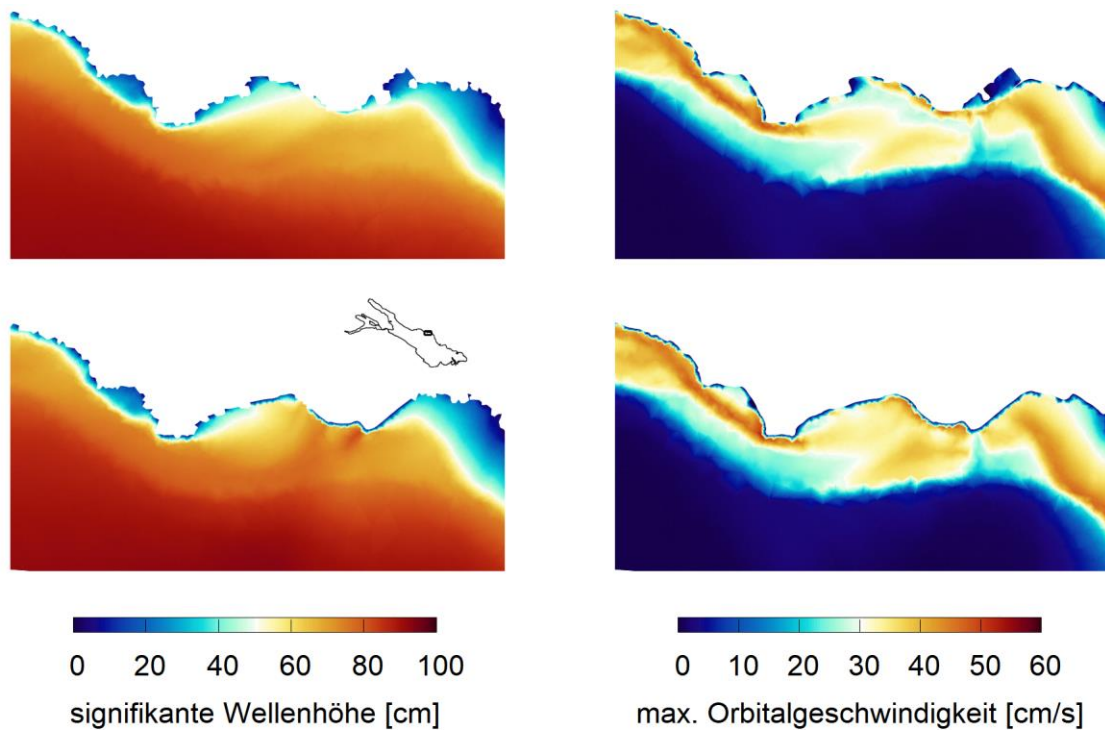 0 20 40 60 80 100
signifikante Wellenhöhe [cm]
0 10 20 30 40 50 60
max. Orbitalgeschwindigkeit [cm/s]